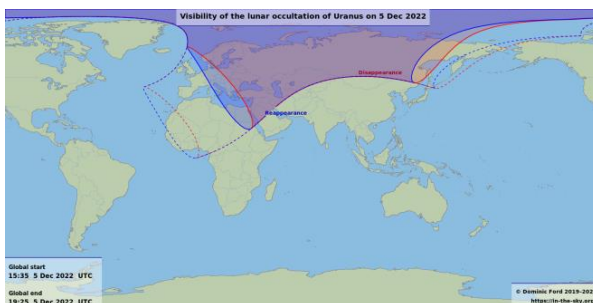 Visibility of the lunar occultation of Uranus on 5 Dec 2022
Disappearance
Reappearance
Global start
15:35 5 Dec 2022 UTC
Global end
19:25 5 Dec 2022 UTC
© Dominic Ford 2019–202
https://in-the-sky.org